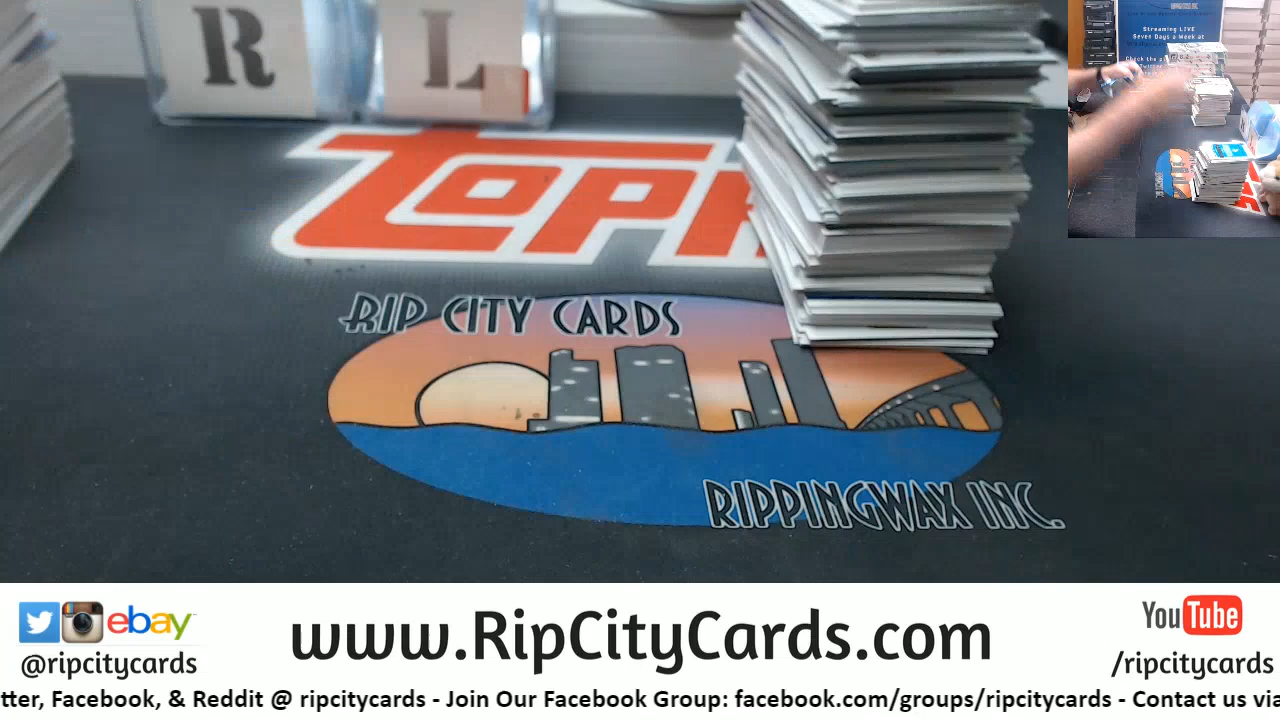 R L
Streaming LIVE
Seven Days a Week at
RIP CITY CARDS
RIPPINGWAX INC.
ebay
@ripcitycards
www.RipCityCards.com
YouTube
/ripcitycards
tter, Facebook, & Reddit @ ripcitycards - Join Our Facebook Group: facebook.com/groups/ripcitycards - Contact us via